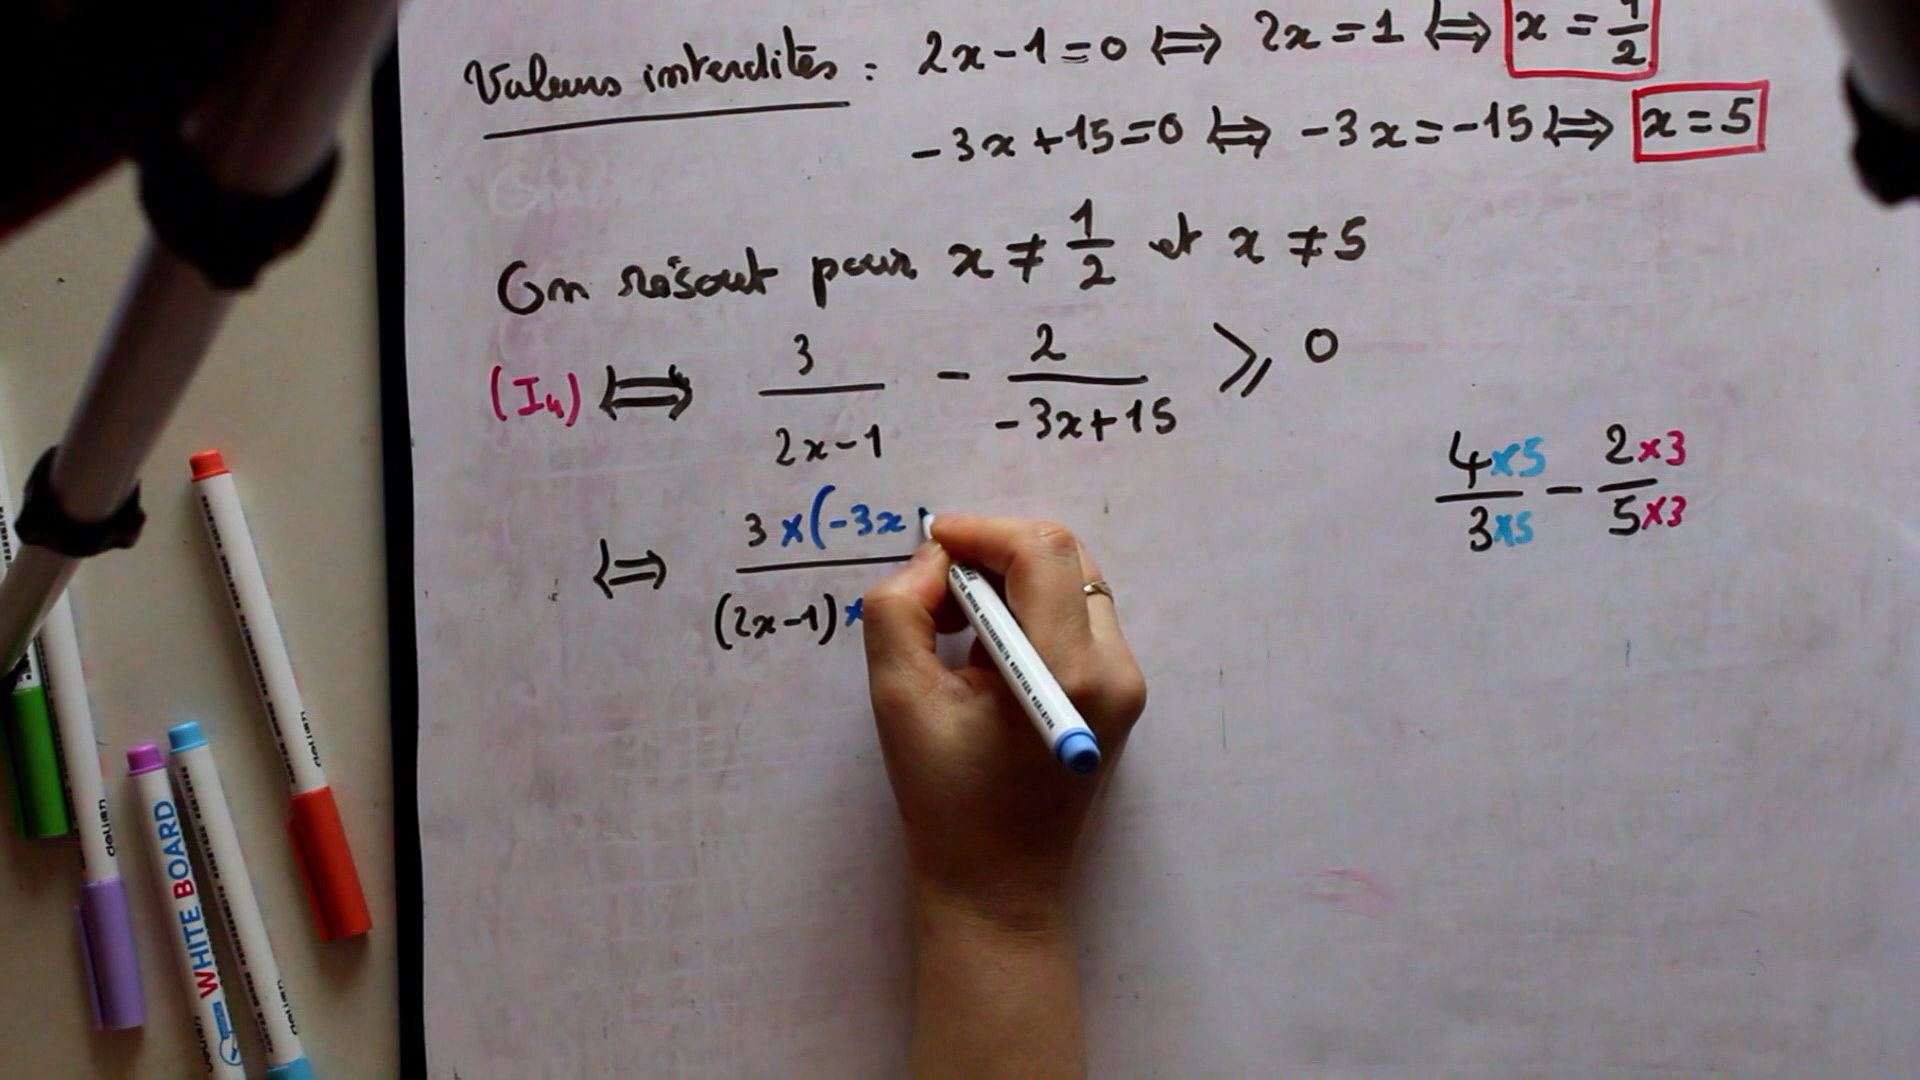 Valeurs interdites : 2x-1=0 ⟺ 2x=1 ⟺ x=1/2
-3x+15=0 ⟺ -3x=-15 ⟺ x=5
On résout pour x ≠ 1/2 et x ≠ 5
(I₄) ⟺ 3/(2x-1) - 2/(-3x+15) ⩾ 0
4×5/3×5 - 2×3/5×3
⟺ 3×(-3x
(2x-1)×
WHITE BOARD
delimen
delimen